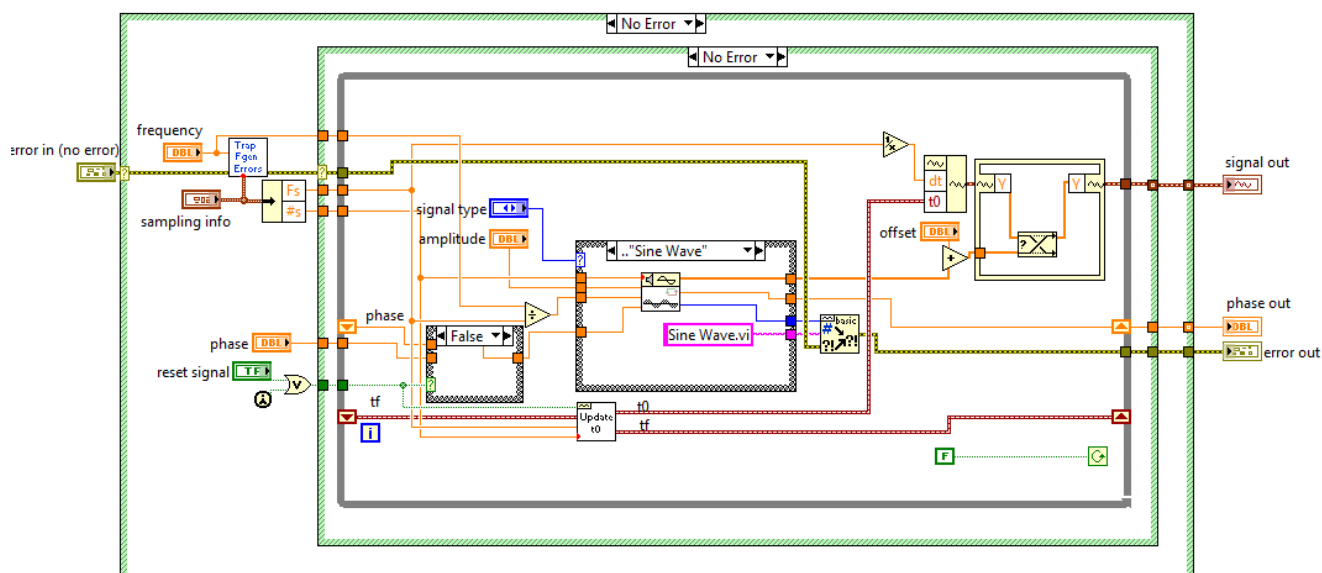 No Error
No Error
frequency
DBL
error in (no error)
Trap
Fgen
Errors
?
?
Fs
#s
sampling info
signal type
amplitude
DBL
1/x
dt
t0
Y
Y
?
signal out
offset
DBL
+
.."Sine Wave"
?
÷
phase
False
phase
DBL
?
reset signal
TF
V
Sine Wave.vi
basic
#
?!
?!
phase out
DBL
error out
tf
i
Update
t0
t0
tf
F